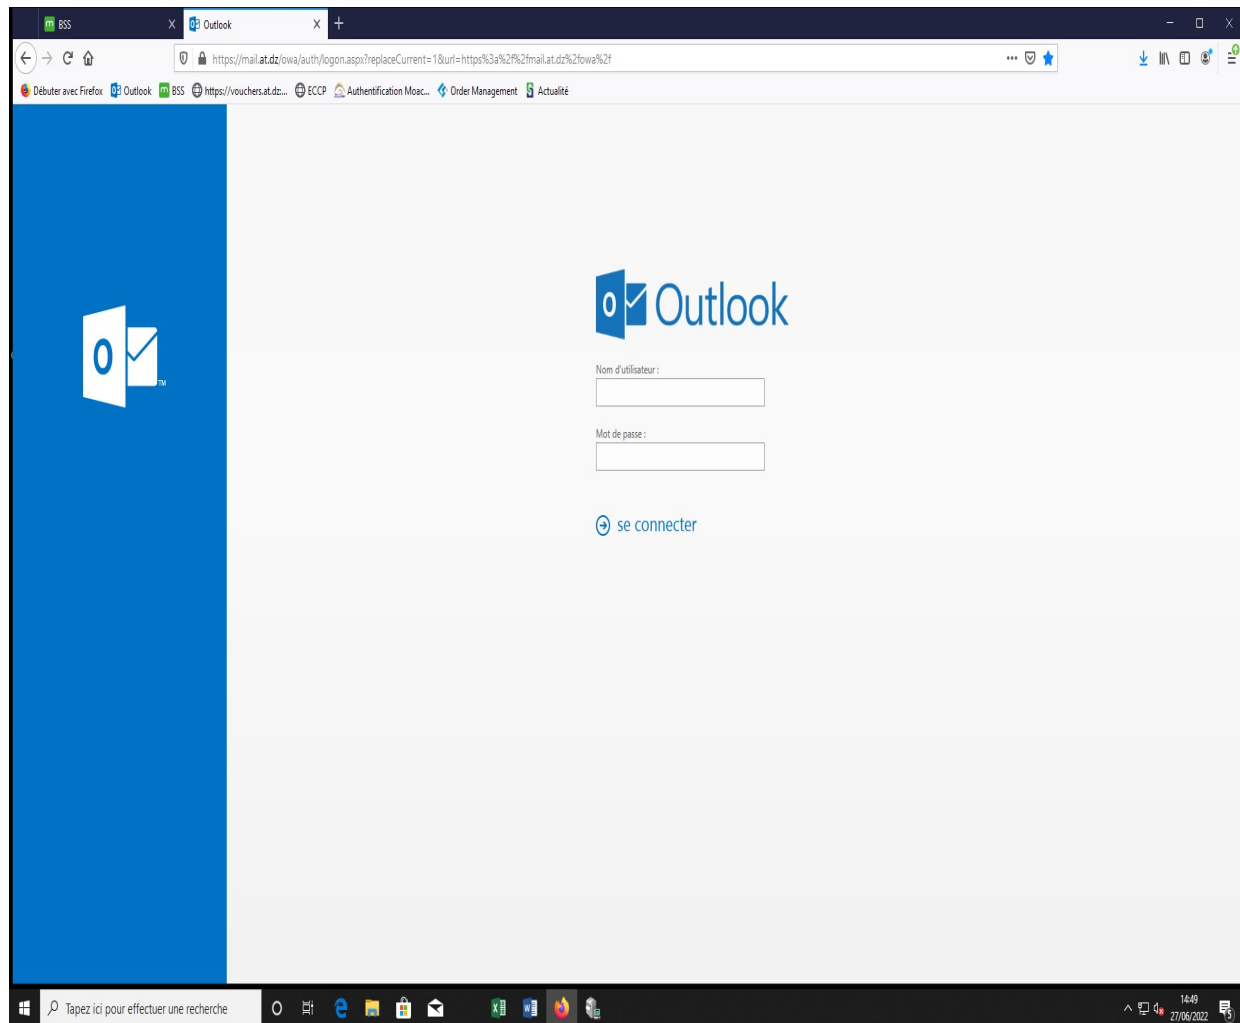 BSS
Outlook
https://mail.at.dz/owa/auth/logon.aspx?replaceCurrent=1&url=https%3a%2f%2fmail.at.dz%2fowa%2f
Débuter avec Firefox Outlook BSS https://vouchers.at.dz:... ECCP Authentification Moac... Order Management Actualité
O
TM
O Outlook
Nom d'utilisateur :
Mot de passe :
se connecter
Tapez ici pour effectuer une recherche
14:49
27/06/2022
5